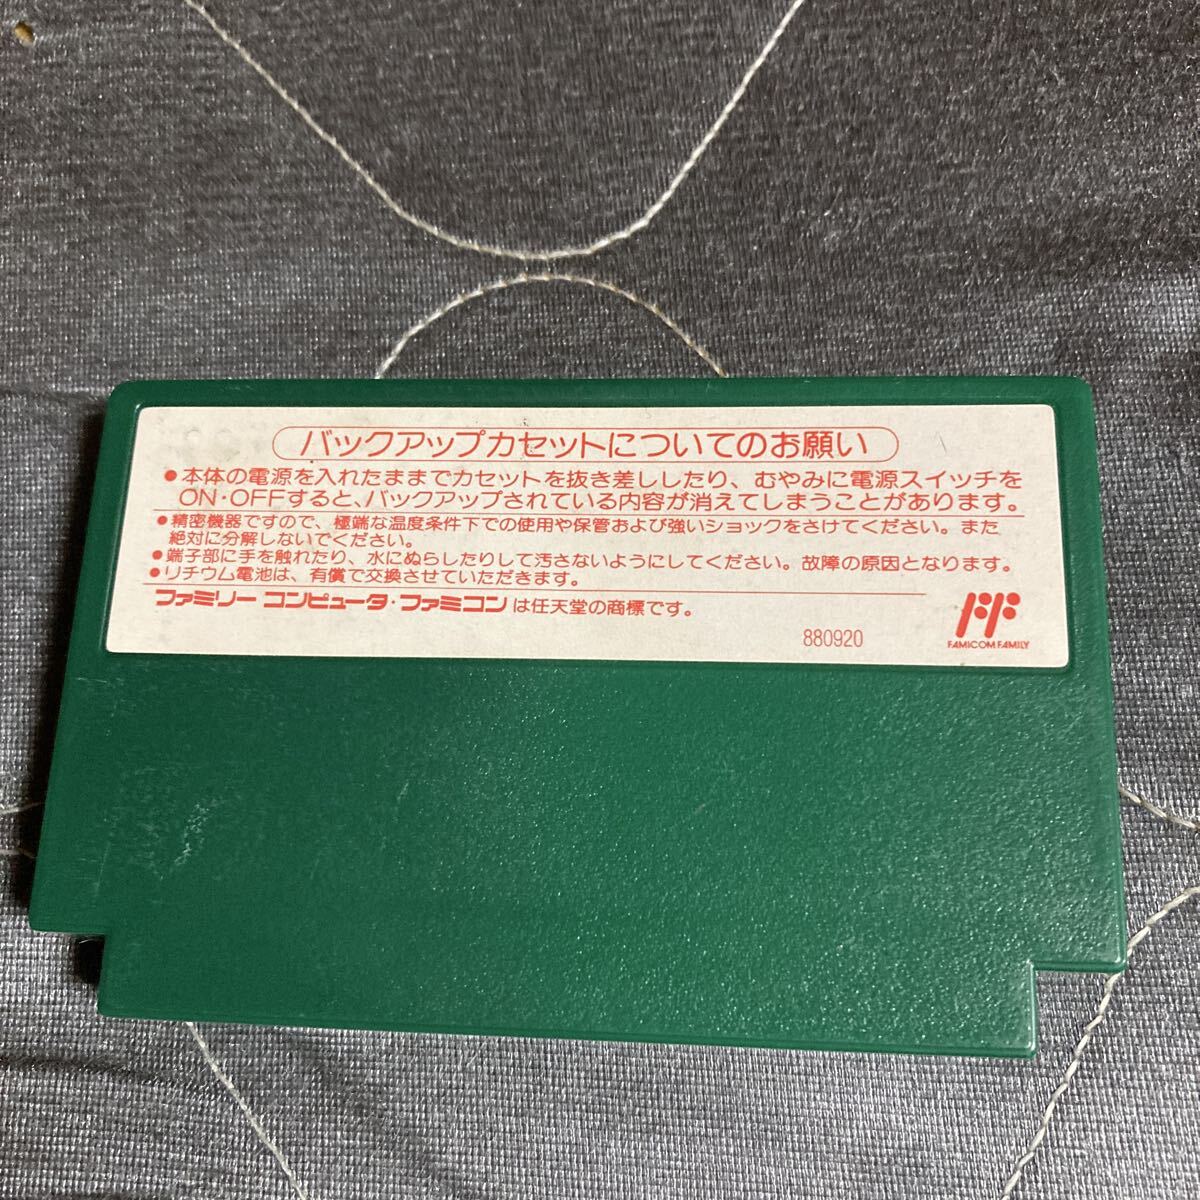 バックアップカセットについてのお願い
●本体の電源を入れたままでカセットを抜き差ししたり、むやみに電源スイッチを
ON・OFFすると、バックアップされている内容が消えてしまうことがあります。
●精密機器ですので、極端な温度条件下での使用や保管および強いショックをさけてください。また
絶対に分解しないでください。
●端子部に手を触れたり、水にぬらしたりして汚さないようにしてください。故障の原因となります。
●リチウム電池は、有償で交換させていただきます。
ファミリーコンピュータ・ファミコンは任天堂の商標です。
880920
FF
FAMICOM FAMILY